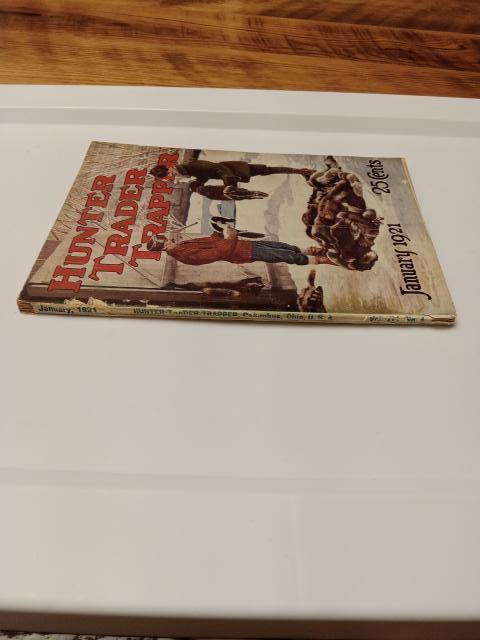 HUNTER
TRADER
TRAPPER
January 1921
25 Cents
January, 1921
HUNTER-TRADER-TRAPPER, Columbus, Ohio, U. S. A.